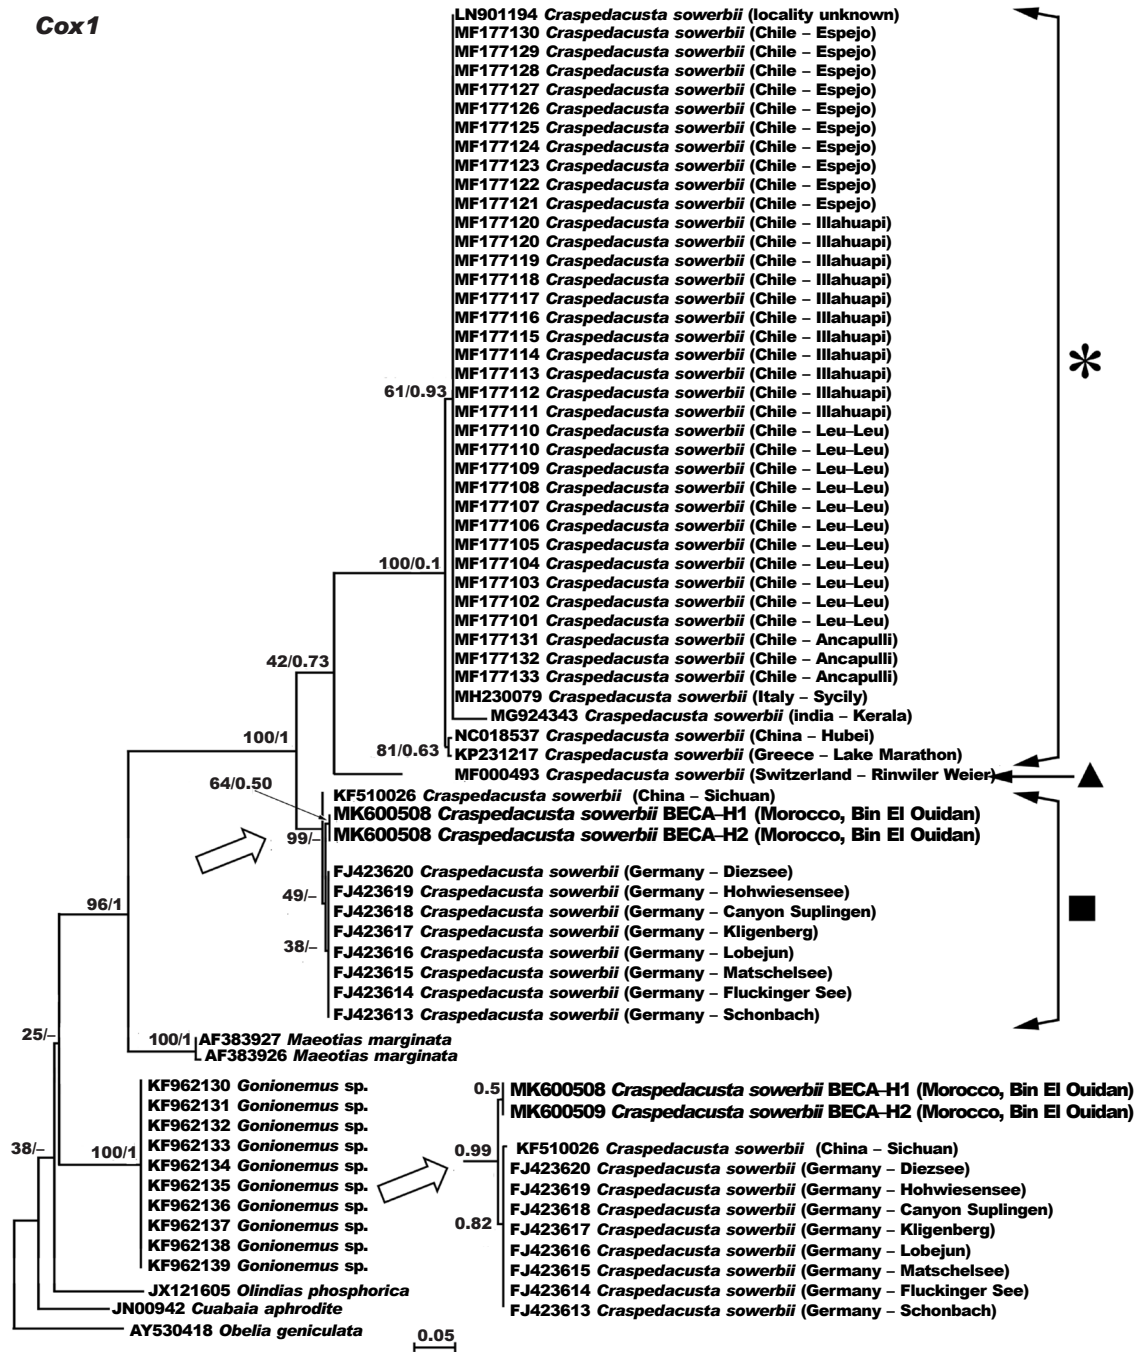 Cox1
LN901194 Craspedacusta sowerbii (locality unknown)
MF177130 Craspedacusta sowerbii (Chile – Espejo)
MF177129 Craspedacusta sowerbii (Chile – Espejo)
MF177128 Craspedacusta sowerbii (Chile – Espejo)
MF177127 Craspedacusta sowerbii (Chile – Espejo)
MF177126 Craspedacusta sowerbii (Chile – Espejo)
MF177125 Craspedacusta sowerbii (Chile – Espejo)
MF177124 Craspedacusta sowerbii (Chile – Espejo)
MF177123 Craspedacusta sowerbii (Chile – Espejo)
MF177122 Craspedacusta sowerbii (Chile – Espejo)
MF177121 Craspedacusta sowerbii (Chile – Espejo)
MF177120 Craspedacusta sowerbii (Chile – Illahuapi)
MF177120 Craspedacusta sowerbii (Chile – Illahuapi)
MF177119 Craspedacusta sowerbii (Chile – Illahuapi)
MF177118 Craspedacusta sowerbii (Chile – Illahuapi)
MF177117 Craspedacusta sowerbii (Chile – Illahuapi)
MF177116 Craspedacusta sowerbii (Chile – Illahuapi)
MF177115 Craspedacusta sowerbii (Chile – Illahuapi)
MF177114 Craspedacusta sowerbii (Chile – Illahuapi)
MF177113 Craspedacusta sowerbii (Chile – Illahuapi)
61/0.93
MF177112 Craspedacusta sowerbii (Chile – Illahuapi)
MF177111 Craspedacusta sowerbii (Chile – Illahuapi)
MF177110 Craspedacusta sowerbii (Chile – Leu–Leu)
MF177110 Craspedacusta sowerbii (Chile – Leu–Leu)
MF177109 Craspedacusta sowerbii (Chile – Leu–Leu)
MF177108 Craspedacusta sowerbii (Chile – Leu–Leu)
MF177107 Craspedacusta sowerbii (Chile – Leu–Leu)
MF177106 Craspedacusta sowerbii (Chile – Leu–Leu)
MF177105 Craspedacusta sowerbii (Chile – Leu–Leu)
100/0.1
MF177104 Craspedacusta sowerbii (Chile – Leu–Leu)
MF177103 Craspedacusta sowerbii (Chile – Leu–Leu)
MF177102 Craspedacusta sowerbii (Chile – Leu–Leu)
MF177101 Craspedacusta sowerbii (Chile – Leu–Leu)
MF177131 Craspedacusta sowerbii (Chile – Ancapulli)
42/0.73
MF177132 Craspedacusta sowerbii (Chile – Ancapulli)
MF177133 Craspedacusta sowerbii (Chile – Ancapulli)
MH230079 Craspedacusta sowerbii (Italy – Sycily)
MG924343 Craspedacusta sowerbii (india – Kerala)
100/1
NC018537 Craspedacusta sowerbii (China – Hubei)
81/0.63
KP231217 Craspedacusta sowerbii (Greece – Lake Marathon)
MF000493 Craspedacusta sowerbii (Switzerland – Rinwiler Weier)
64/0.50
KF510026 Craspedacusta sowerbii (China – Sichuan)
MK600508 Craspedacusta sowerbii BECA–H1 (Morocco, Bin El Ouidan)
99/–
MK600508 Craspedacusta sowerbii BECA–H2 (Morocco, Bin El Ouidan)
FJ423620 Craspedacusta sowerbii (Germany – Diezsee)
49/–
FJ423619 Craspedacusta sowerbii (Germany – Hohwiesensee)
96/1
FJ423618 Craspedacusta sowerbii (Germany – Canyon Suplingen)
FJ423617 Craspedacusta sowerbii (Germany – Kligenberg)
38/–
FJ423616 Craspedacusta sowerbii (Germany – Lobejun)
FJ423615 Craspedacusta sowerbii (Germany – Matschelsee)
FJ423614 Craspedacusta sowerbii (Germany – Fluckinger See)
FJ423613 Craspedacusta sowerbii (Germany – Schonbach)
25/–
100/1
AF383927 Maeotias marginata
AF383926 Maeotias marginata
KF962130 Gonionemus sp.
KF962131 Gonionemus sp.
KF962132 Gonionemus sp.
KF962133 Gonionemus sp.
38/–
100/1
KF962134 Gonionemus sp.
KF962135 Gonionemus sp.
KF962136 Gonionemus sp.
KF962137 Gonionemus sp.
KF962138 Gonionemus sp.
KF962139 Gonionemus sp.
JX121605 Olindias phosphorica
JN00942 Cuabaia aphrodite
AY530418 Obelia geniculata
0.5
MK600508 Craspedacusta sowerbii BECA–H1 (Morocco, Bin El Ouidan)
MK600509 Craspedacusta sowerbii BECA–H2 (Morocco, Bin El Ouidan)
0.99
KF510026 Craspedacusta sowerbii (China – Sichuan)
FJ423620 Craspedacusta sowerbii (Germany – Diezsee)
FJ423619 Craspedacusta sowerbii (Germany – Hohwiesensee)
FJ423618 Craspedacusta sowerbii (Germany – Canyon Suplingen)
0.82
FJ423617 Craspedacusta sowerbii (Germany – Kligenberg)
FJ423616 Craspedacusta sowerbii (Germany – Lobejun)
FJ423615 Craspedacusta sowerbii (Germany – Matschelsee)
FJ423614 Craspedacusta sowerbii (Germany – Fluckinger See)
FJ423613 Craspedacusta sowerbii (Germany – Schonbach)
0.05